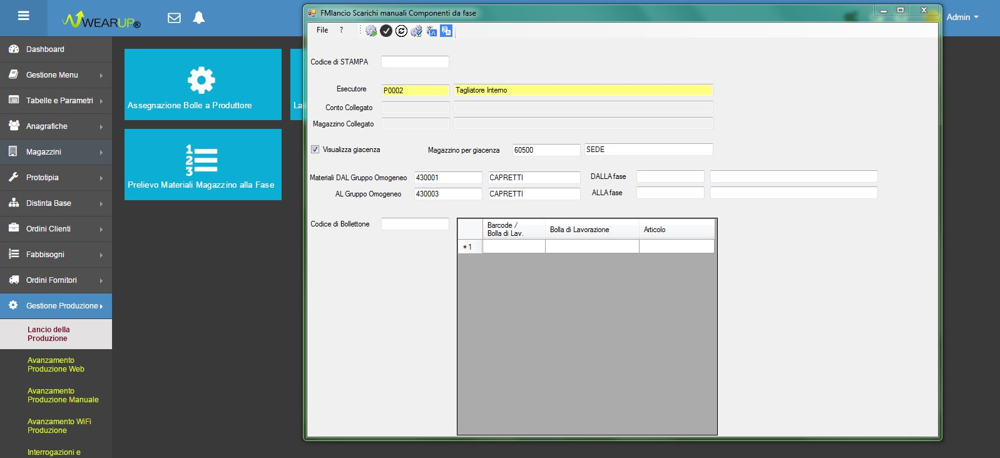 WEARUP®
Admin
Dashboard
Gestione Menu
Tabelle e Parametri
Anagrafiche
Magazzini
Prototipia
Distinta Base
Ordini Clienti
Fabbisogni
Ordini Fornitori
Gestione Produzione
Lancio della
Produzione
Avanzamento
Produzione Web
Avanzamento
Produzione Manuale
Avanzamento WiFi
Produzione
Interrogazioni e
Assegnazione Bolle a Produttore
La
1
2
3
Prelievo Materiali Magazzino alla Fase
FMlancio Scarichi manuali Componenti da fase
File ?
Codice di STAMPA
Esecutore P0002 Tagliatore Interno
Conto Collegato
Magazzino Collegato
Visualizza giacenza Magazzino per giacenza 60500 SEDE
Materiali DAL Gruppo Omogeneo 430001 CAPRETTI DALLA fase
AL Gruppo Omogeneo 430003 CAPRETTI ALLA fase
Codice di Bollettone
Barcode /
Bolla di Lav. Bolla di Lavorazione Articolo
* 1